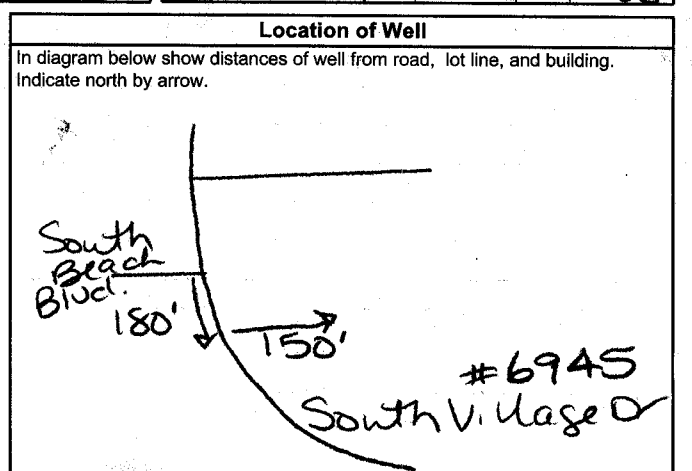 Location of Well
In diagram below show distances of well from road, lot line, and building.
Indicate north by arrow.
South
Beach
Blvd.
180'
150'
#6945
South Village Dr